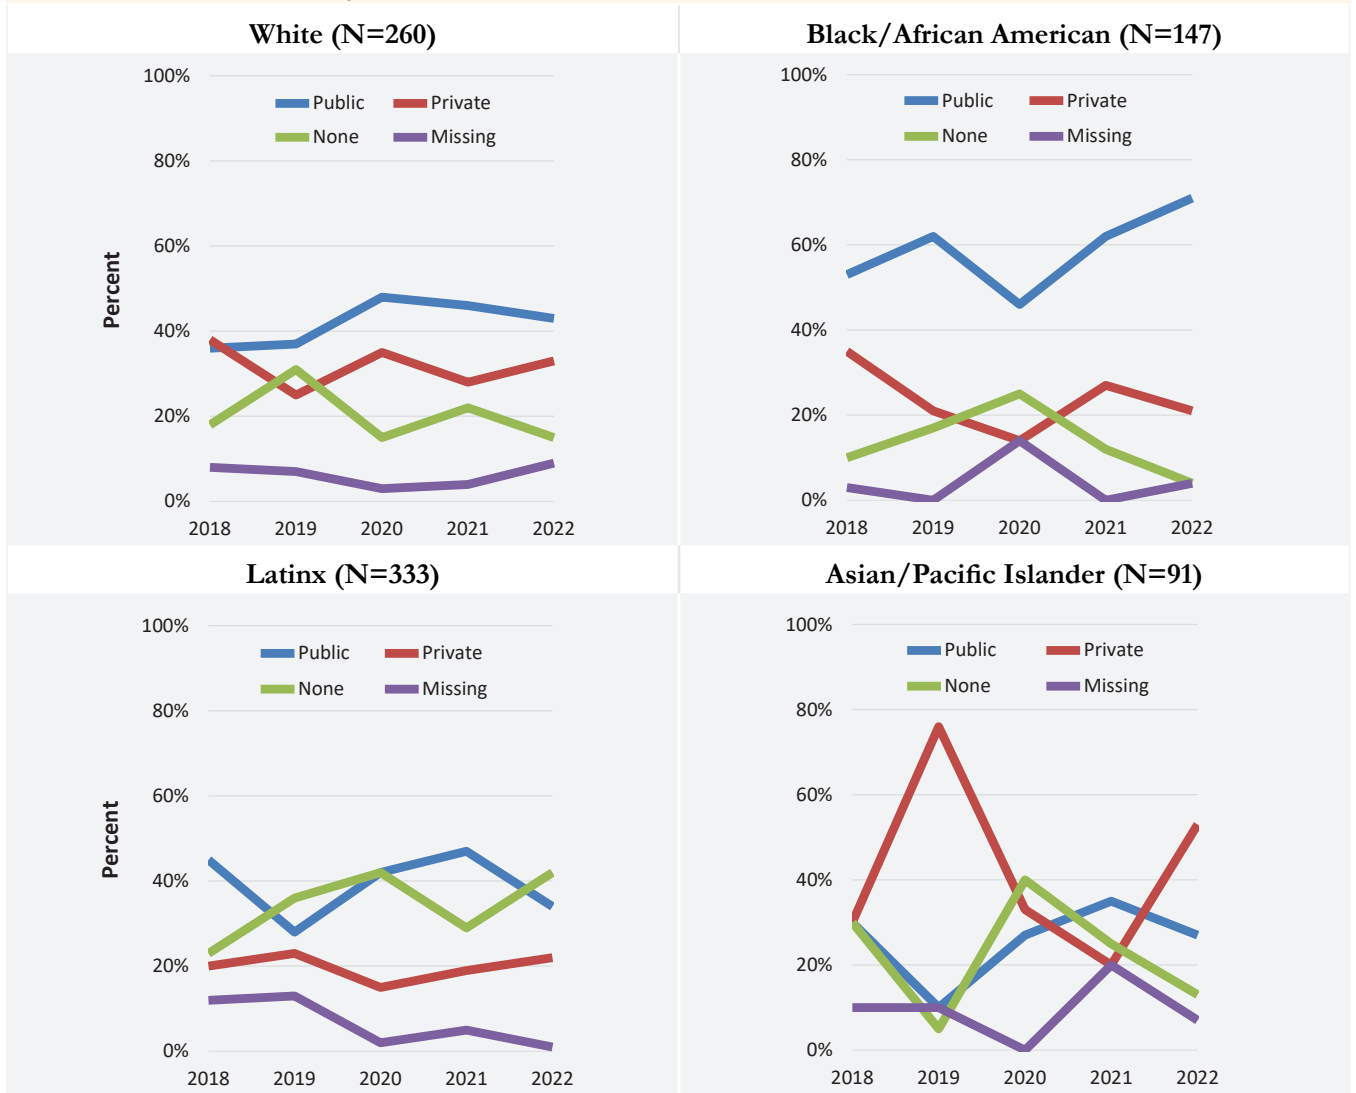 White (N=260)
100%
Public
Private
None
Missing
80%
60%
40%
20%
0%
Percent
2018 2019 2020 2021 2022
Black/African American (N=147)
100%
Public
Private
None
Missing
80%
60%
40%
20%
0%
2018 2019 2020 2021 2022
Latinx (N=333)
100%
Public
Private
None
Missing
80%
60%
40%
20%
0%
Percent
2018 2019 2020 2021 2022
Asian/Pacific Islander (N=91)
100%
Public
Private
None
Missing
80%
60%
40%
20%
0%
2018 2019 2020 2021 2022